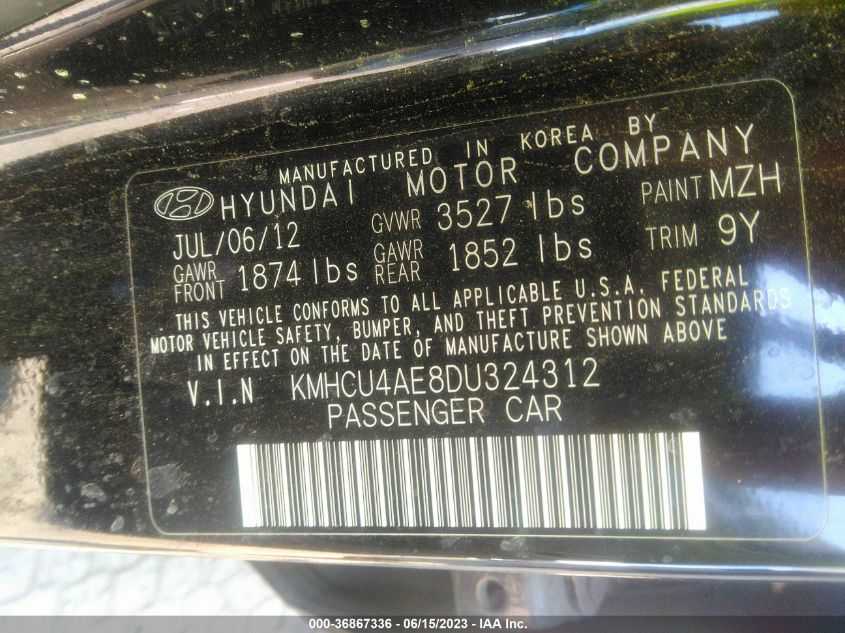 MANUFACTURED IN KOREA BY
HYUNDAI MOTOR COMPANY
JUL/06/12 GVWR 3527 lbs PAINT MZH
GAWR FRONT 1874 lbs GAWR REAR 1852 lbs TRIM 9Y
THIS VEHICLE CONFORMS TO ALL APPLICABLE U.S.A. FEDERAL
MOTOR VEHICLE SAFETY, BUMPER, AND THEFT PREVENTION STANDARDS
IN EFFECT ON THE DATE OF MANUFACTURE SHOWN ABOVE
V.I.N KMHCU4AE8DU324312
PASSENGER CAR
000-36867336 - 06/15/2023 - IAA Inc.